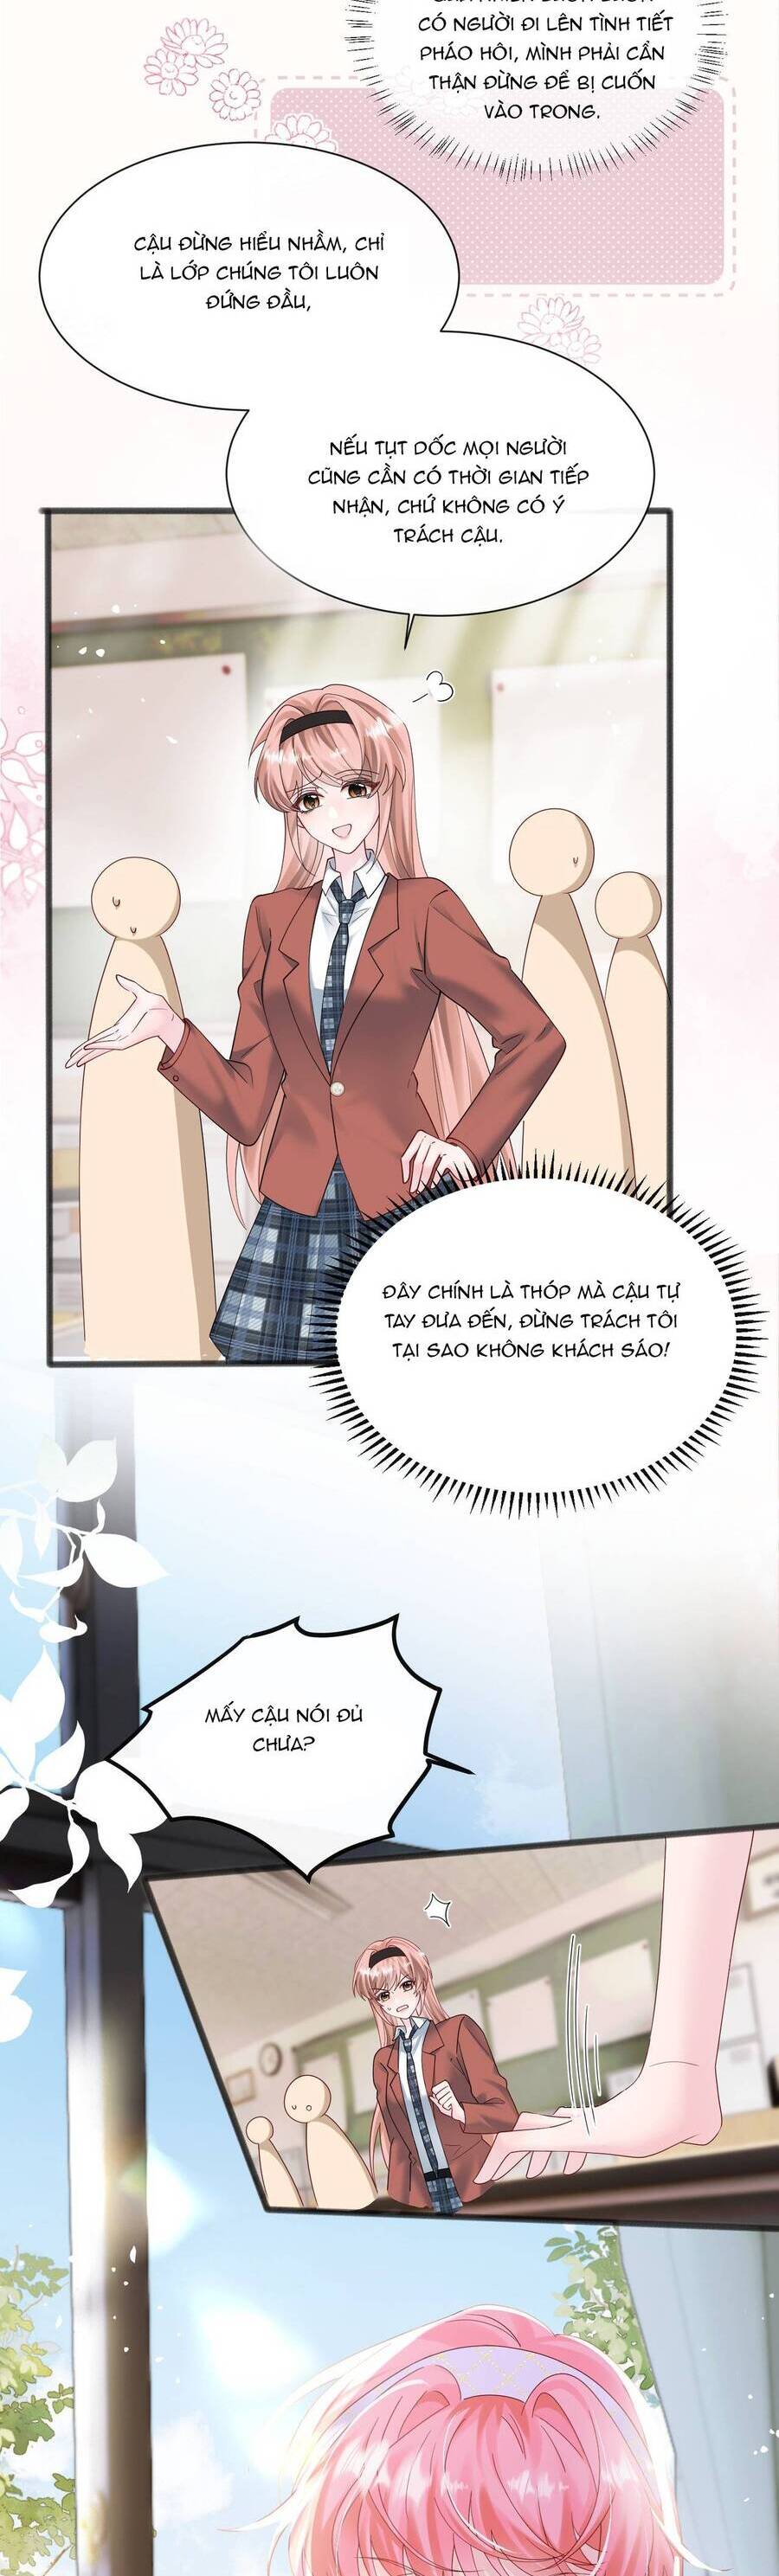 CÓ NGƯỜI ĐI LÊN TÌNH TIẾT
PHÁO HÔI, MÌNH PHẢI CẨN
THẬN ĐỪNG ĐỂ BỊ CUỐN
VÀO TRONG.
CẬU ĐỪNG HIỂU NHẦM, CHỈ
LÀ LỚP CHÚNG TÔI LUÔN
ĐỨNG ĐẦU,
NẾU TỤT DỐC MỌI NGƯỜI
CŨNG CẦN CÓ THỜI GIAN TIẾP
NHẬN, CHỨ KHÔNG CÓ Ý
TRÁCH CẬU.
ĐÂY CHÍNH LÀ THÓP MÀ CẬU TỰ
TAY ĐƯA ĐẾN, ĐỪNG TRÁCH TÔI
TẠI SAO KHÔNG KHÁCH SÁO!
MẤY CẬU NÓI ĐỦ
CHƯA?